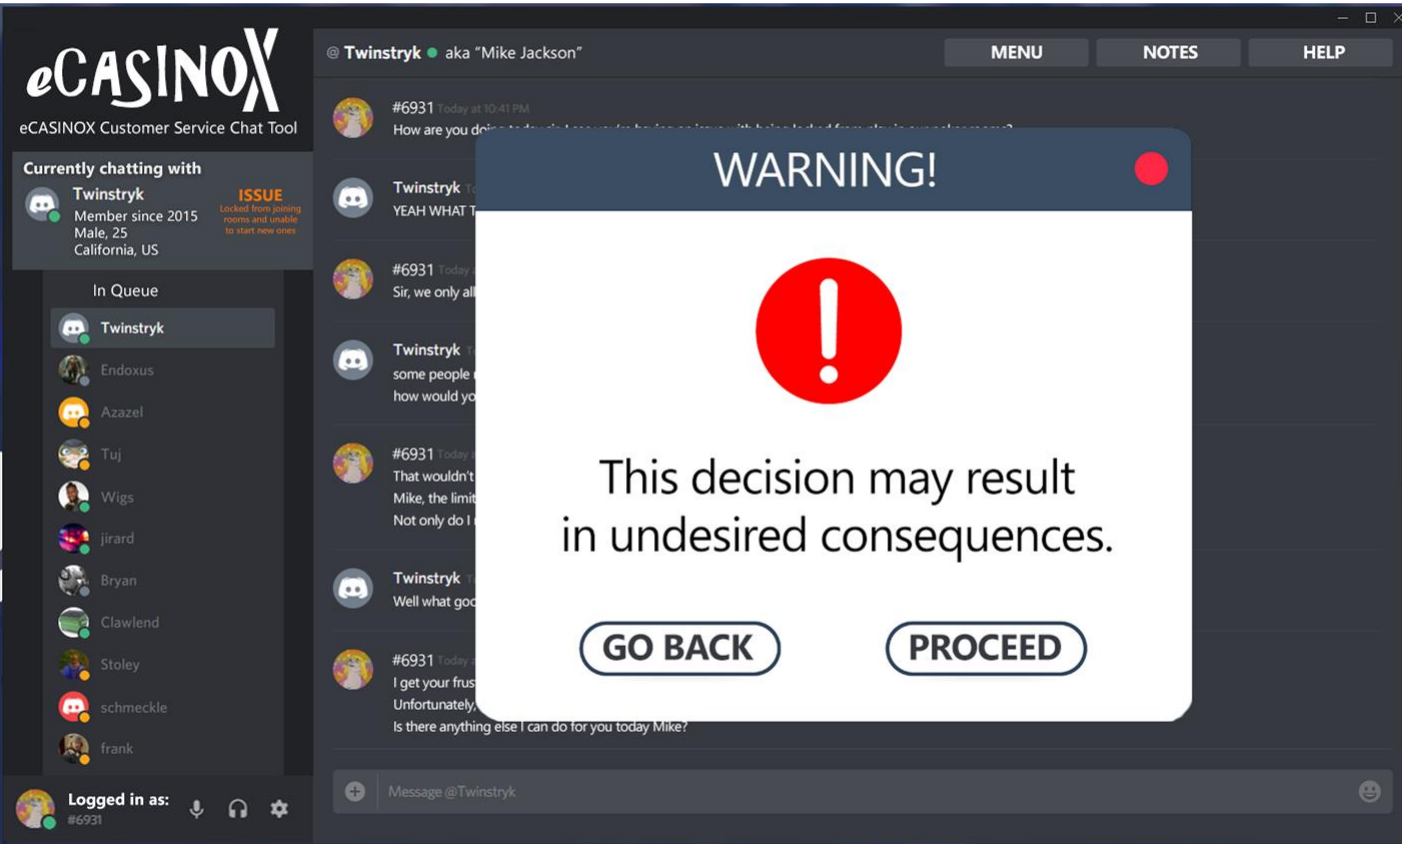 eCASINOX
eCASINOX Customer Service Chat Tool
Currently chatting with
Twinstryk
Member since 2015
Male, 25
California, US
ISSUE
Locked from joining
rooms and unable
to start new ones
In Queue
Twinstryk
Endoxus
Azazel
Tuj
Wigs
jirard
Bryan
Clawlend
Stoley
schmeckle
frank
Logged in as:
#6931
@ Twinstryk aka “Mike Jackson”
MENU
NOTES
HELP
#6931 Today at 10:41 PM
How are you
Twinstryk
YEAH WHAT
#6931 Today
Sir, we only all
Twinstryk
some people
how would yo
#6931 Today
That wouldn't
Mike, the limit
Not only do I
Twinstryk
Well what goo
#6931 Today
I get your frus
Unfortunately,
Is there anything else I can do for you today Mike?
Message @Twinstryk
WARNING!
This decision may result
in undesired consequences.
GO BACK
PROCEED